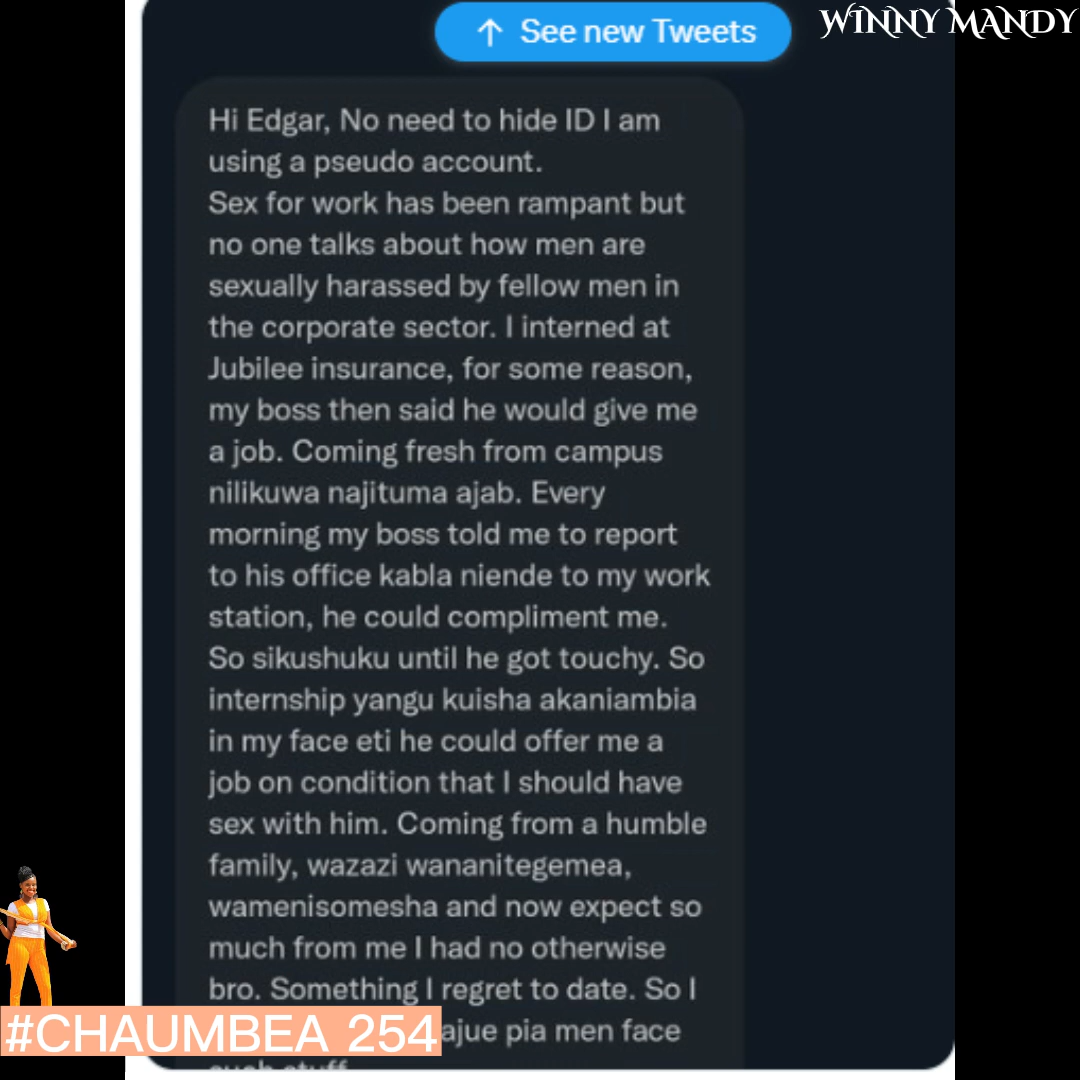 ↑ See new Tweets
WINNY MANDY
Hi Edgar, No need to hide ID I am
using a pseudo account.
Sex for work has been rampant but
no one talks about how men are
sexually harassed by fellow men in
the corporate sector. I interned at
Jubilee insurance, for some reason,
my boss then said he would give me
a job. Coming fresh from campus
nilikuwa najituma ajab. Every
morning my boss told me to report
to his office kabla niende to my work
station, he could compliment me.
So sikushuku until he got touchy. So
internship yangu kuisha akaniambia
in my face eti he could offer me a
job on condition that I should have
sex with him. Coming from a humble
family, wazazi wananitegemea,
wamenisomesha and now expect so
much from me I had no otherwise
bro. Something I regret to date. So I
ajue pia men face
such stuff
#CHAUMBEA 254